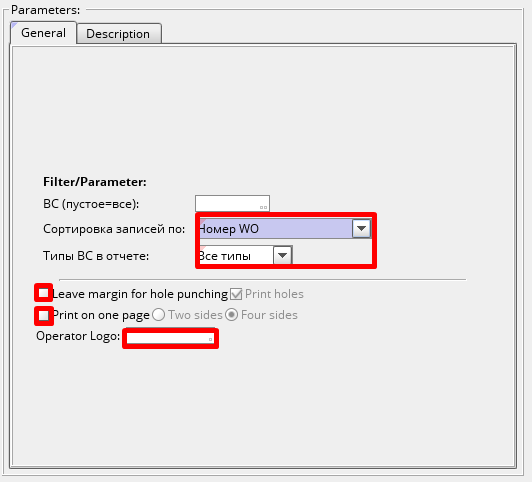 Parameters:
General Description
Filter/Parameter:
ВС (пустое=все):
Сортировка записей по: Номер WO
Типы ВС в отчете: Все типы
Leave margin for hole punching Print holes
Print on one page Two sides Four sides
Operator Logo: